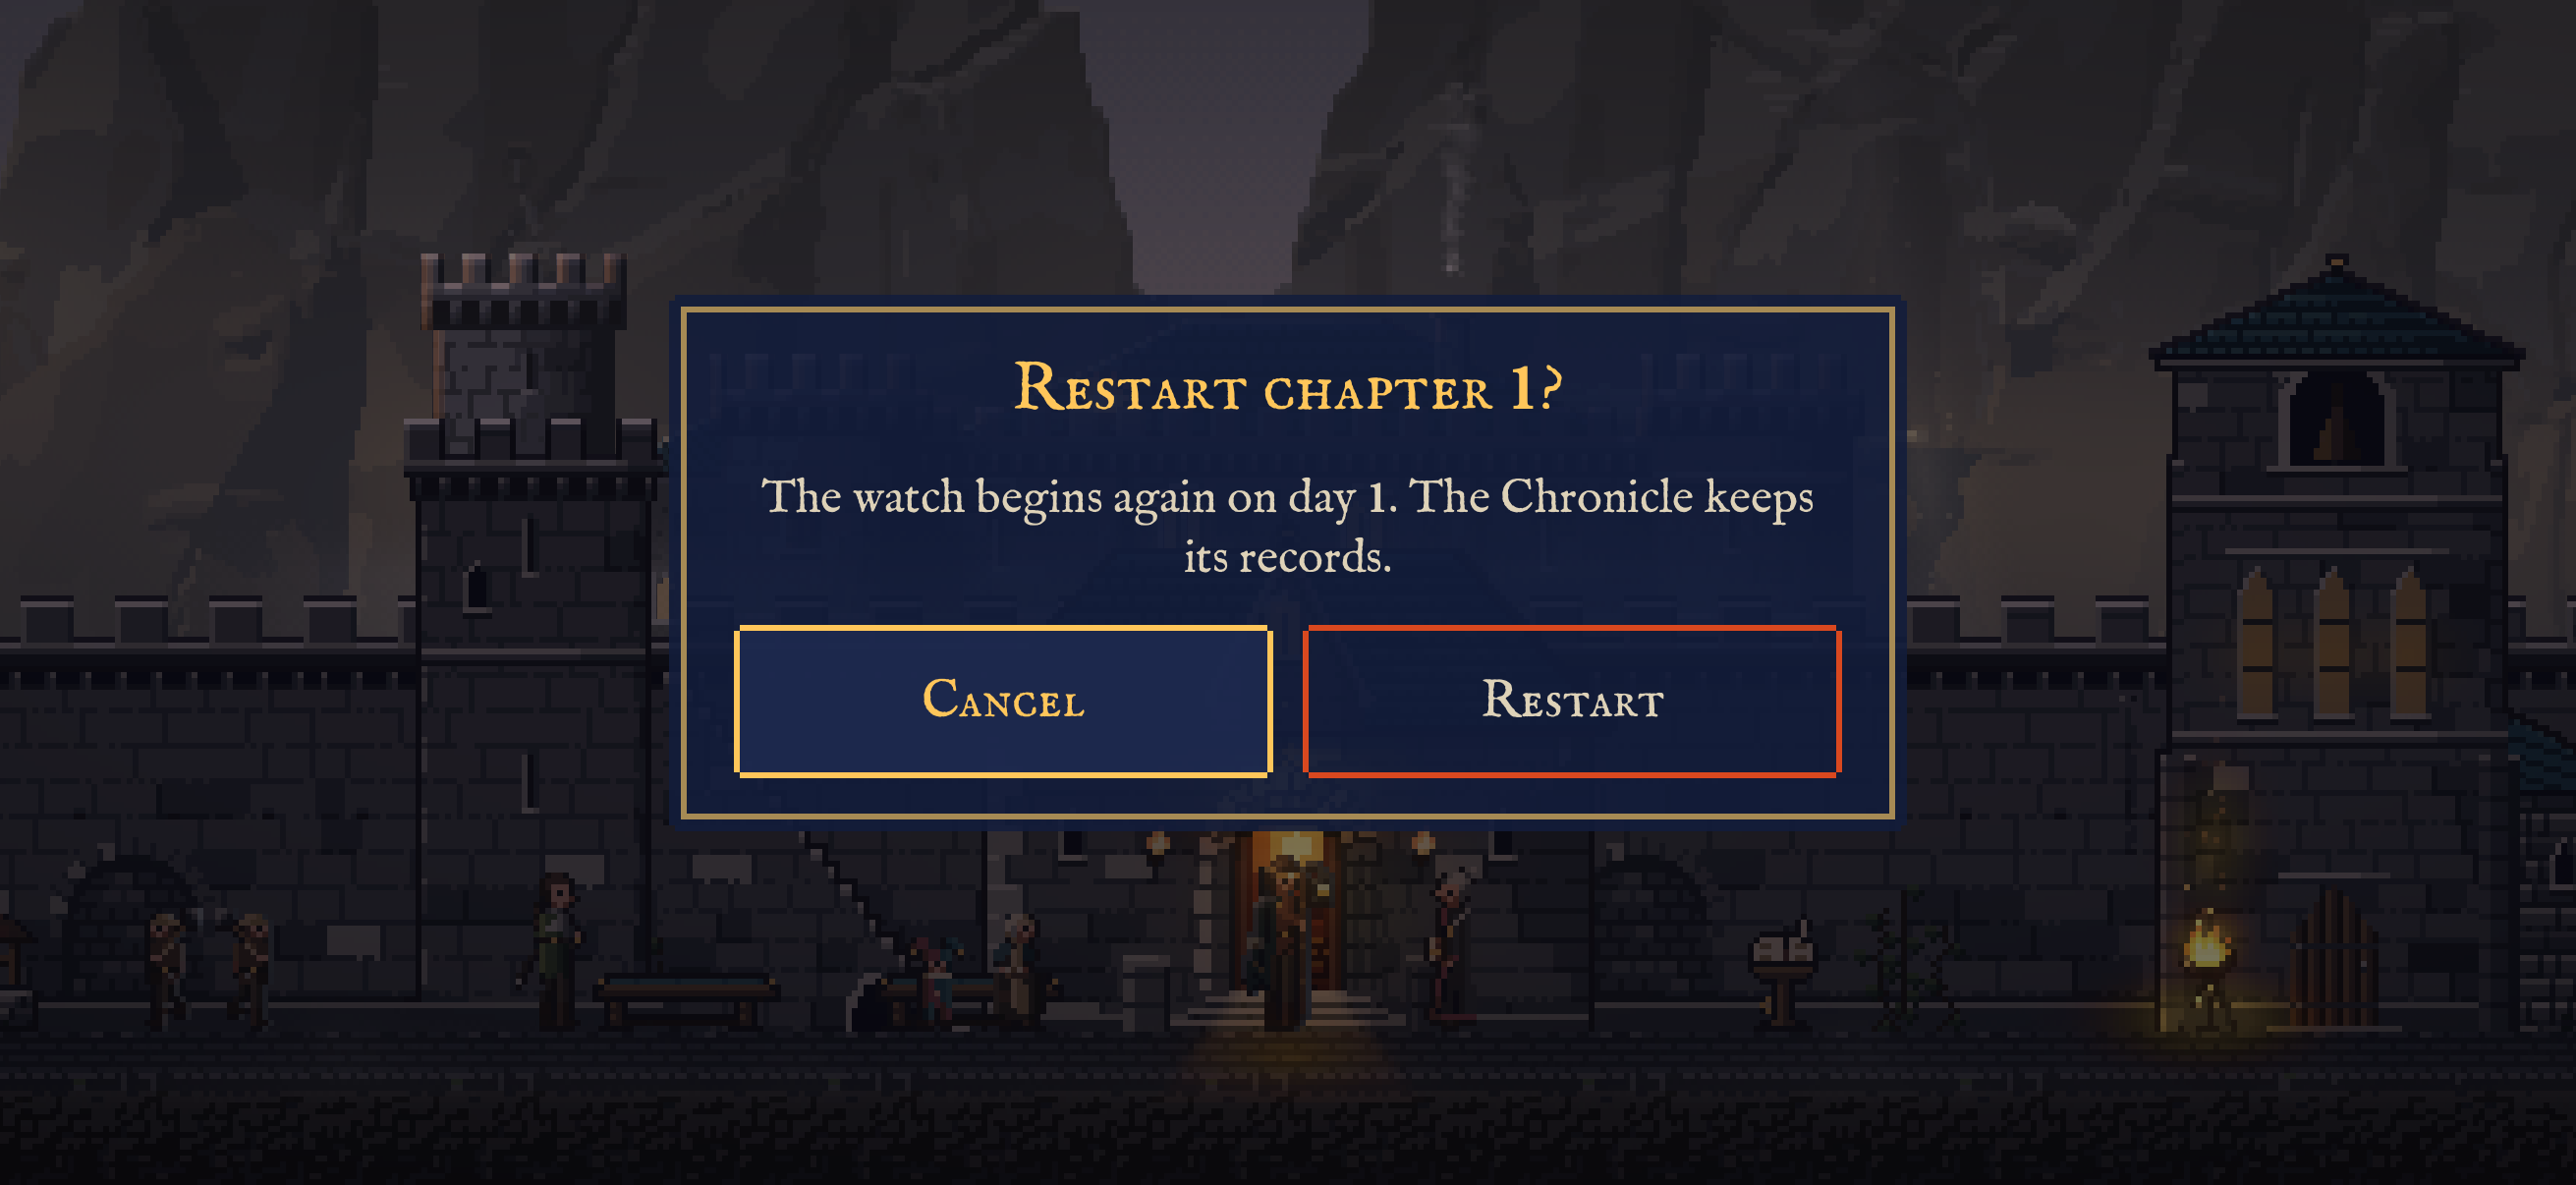 Restart chapter 1?
The watch begins again on day 1. The Chronicle keeps
its records.
Cancel
Restart